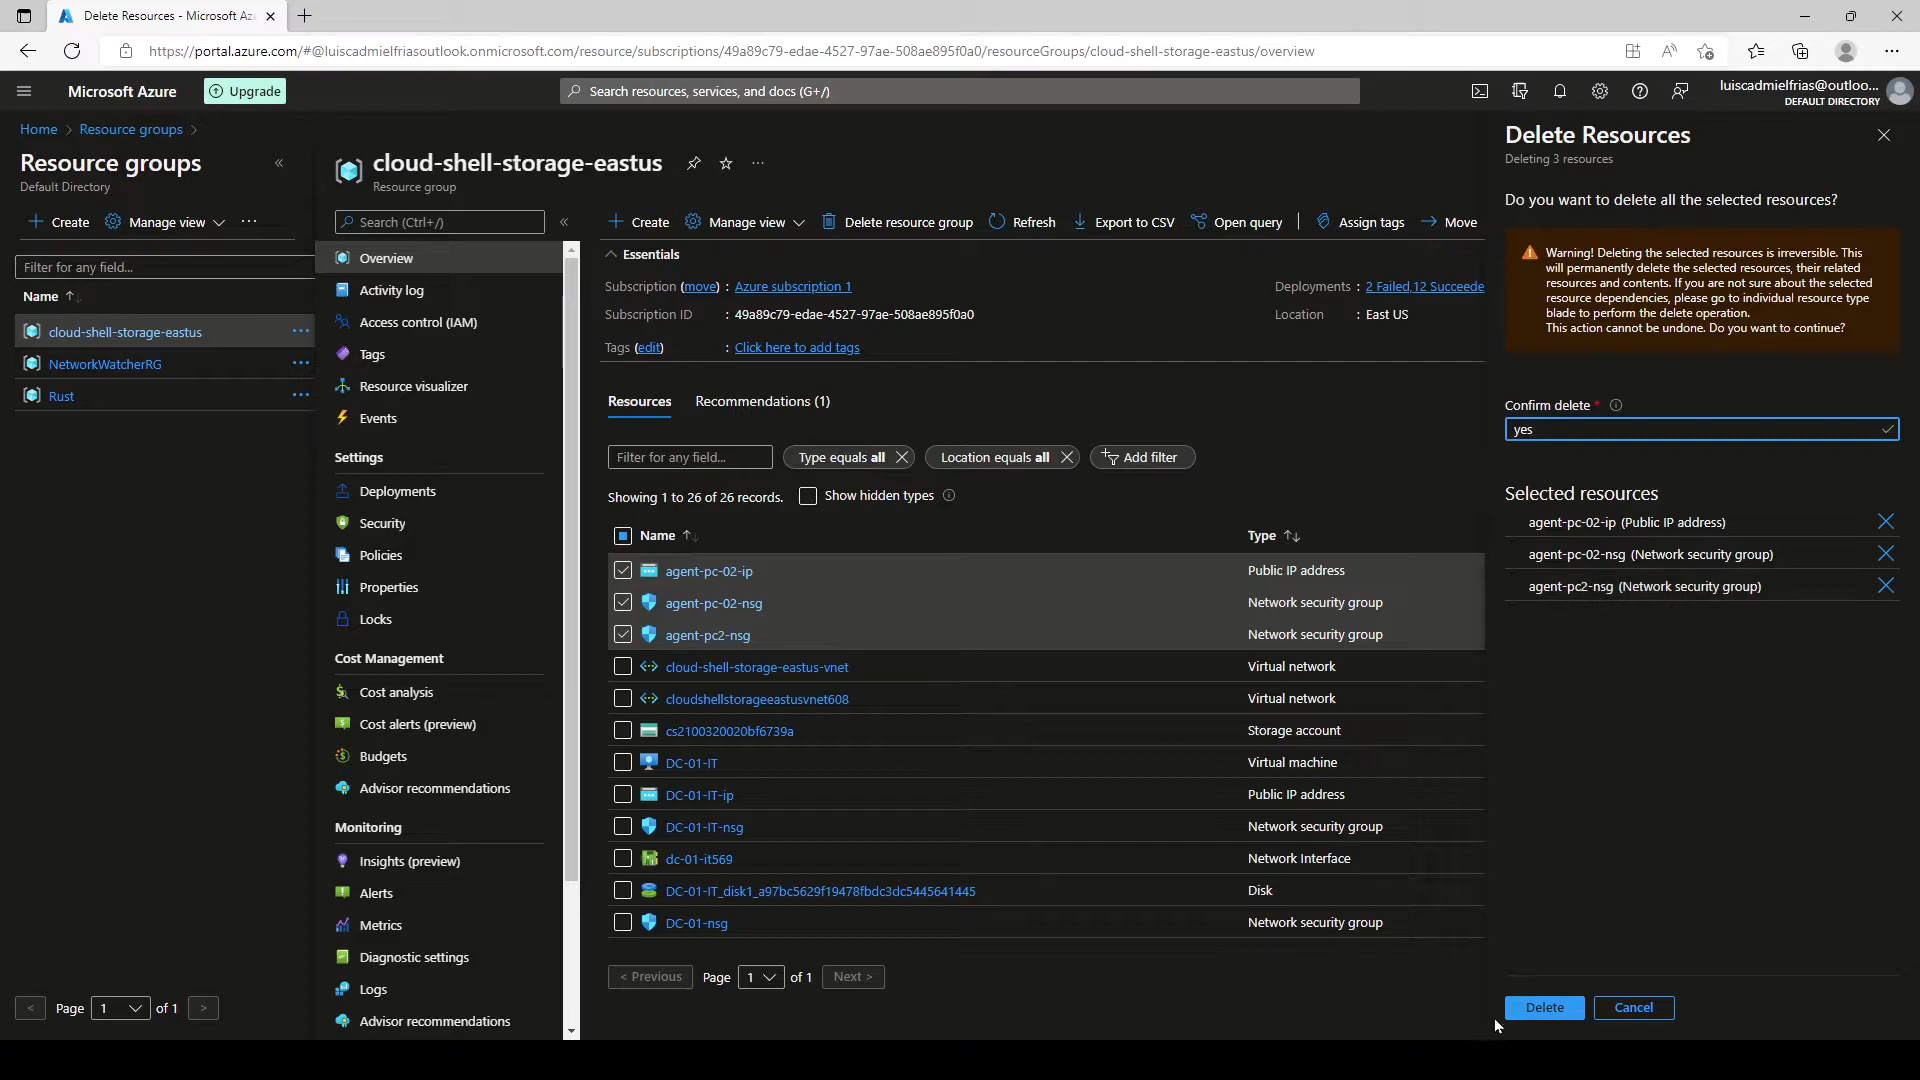 Delete Resources - Microsoft Az
https://portal.azure.com/#@luiscadmielfriasoutlook.onmicrosoft.com/resource/subscriptions/49a89c79-edae-4527-97ae-508ae895f0a0/resourceGroups/cloud-shell-storage-eastus/overview
Microsoft Azure
Upgrade
Search resources, services, and docs (G+/)
luiscadmielfrias@outloo...
DEFAULT DIRECTORY
Home > Resource groups >
Resource groups
Default Directory
Create
Manage view
Filter for any field...
Name
cloud-shell-storage-eastus
NetworkWatcherRG
Rust
< Page 1 of 1 >
cloud-shell-storage-eastus
Resource group
Search (Ctrl+/)
Overview
Activity log
Access control (IAM)
Tags
Resource visualizer
Events
Settings
Deployments
Security
Policies
Properties
Locks
Cost Management
Cost analysis
Cost alerts (preview)
Budgets
Advisor recommendations
Monitoring
Insights (preview)
Alerts
Metrics
Diagnostic settings
Logs
Advisor recommendations
Create Manage view Delete resource group Refresh Export to CSV Open query Assign tags Move
Essentials
Subscription (move) : Azure subscription 1
Deployments : 2 Failed,12 Succeede
Subscription ID : 49a89c79-edae-4527-97ae-508ae895f0a0
Location : East US
Tags (edit) : Click here to add tags
Resources Recommendations (1)
Filter for any field... Type equals all Location equals all Add filter
Showing 1 to 26 of 26 records. Show hidden types
Name Type
agent-pc-02-ip Public IP address
agent-pc-02-nsg Network security group
agent-pc2-nsg Network security group
cloud-shell-storage-eastus-vnet Virtual network
cloudshellstorageeastusvnet608 Virtual network
cs2100320020bf6739a Storage account
DC-01-IT Virtual machine
DC-01-IT-ip Public IP address
DC-01-IT-nsg Network security group
dc-01-it569 Network Interface
DC-01-IT_disk1_a97bc5629f19478fbdc3dc5445641445 Disk
DC-01-nsg Network security group
< Previous Page 1 of 1 Next >
Delete Resources
Deleting 3 resources
Do you want to delete all the selected resources?
Warning! Deleting the selected resources is irreversible. This
will permanently delete the selected resources, their related
resources and contents. If you are not sure about the selected
resource dependencies, please go to individual resource type
blade to perform the delete operation.
This action cannot be undone. Do you want to continue?
Confirm delete *
yes
Selected resources
agent-pc-02-ip (Public IP address)
agent-pc-02-nsg (Network security group)
agent-pc2-nsg (Network security group)
Delete Cancel